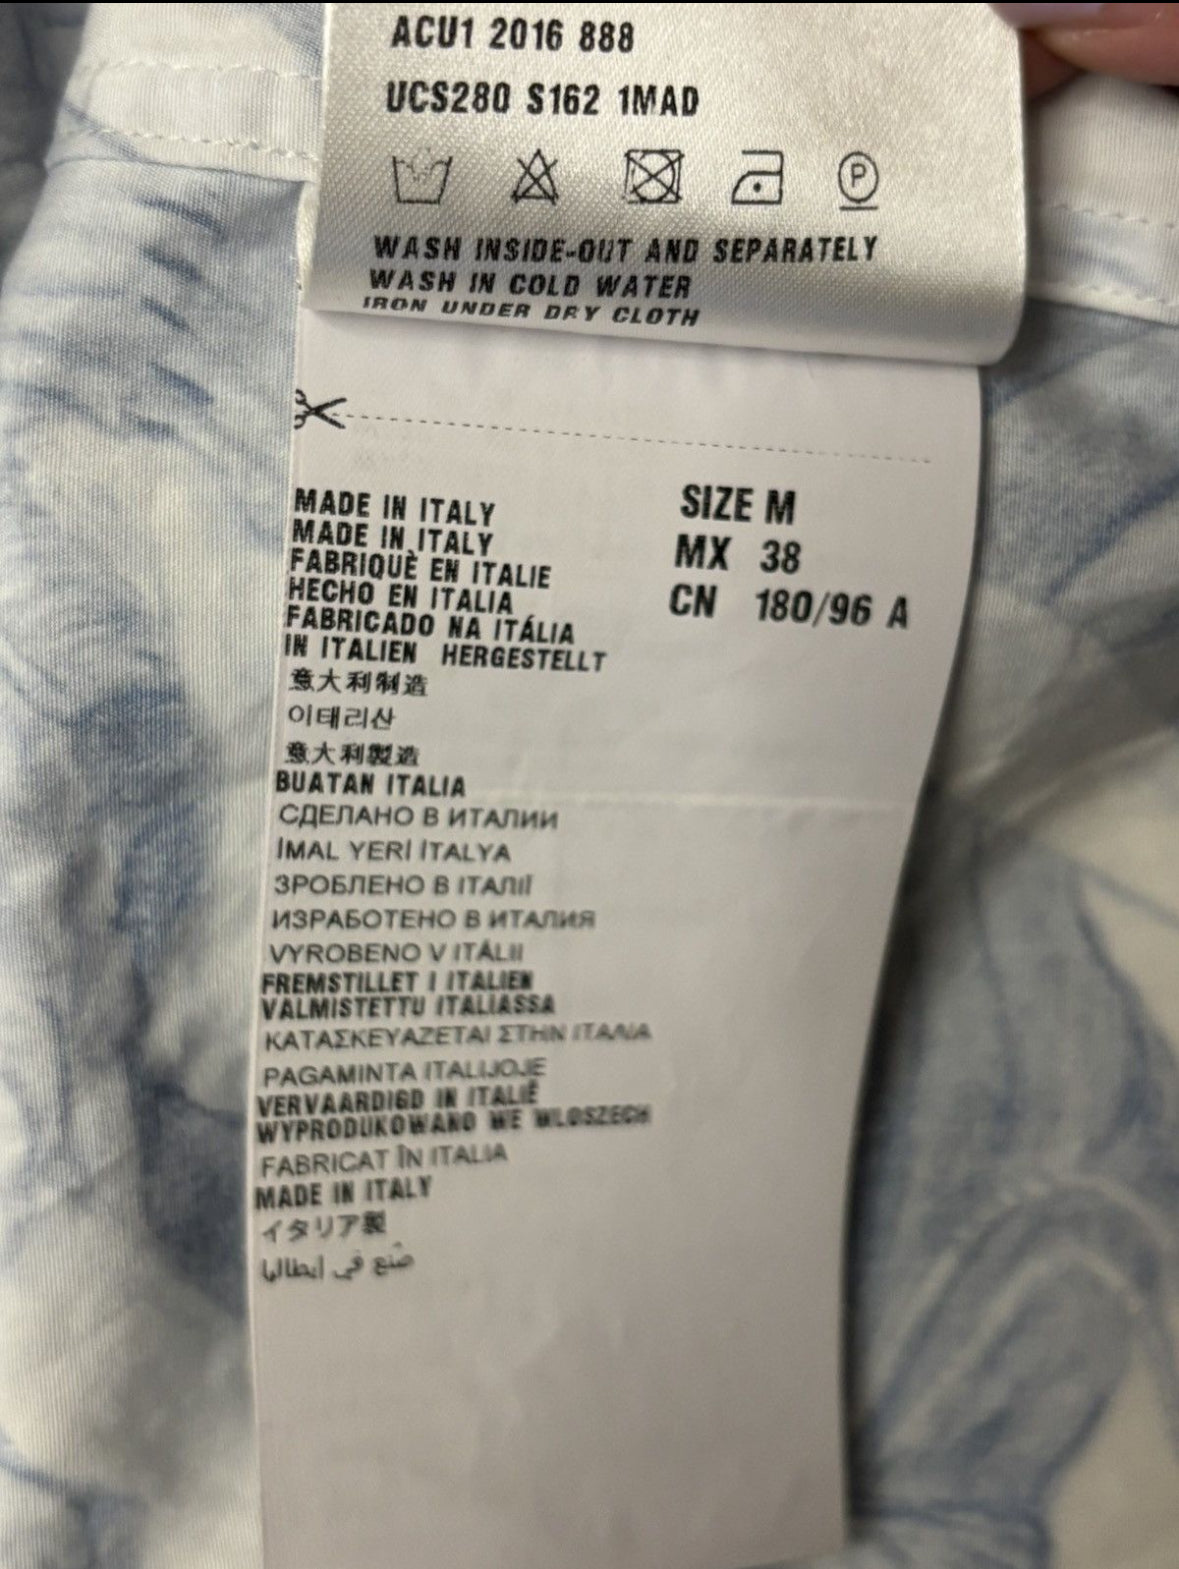 ACU1 2016 888
UCS280 S162 1MAD
P
WASH INSIDE-OUT AND SEPARATELY
WASH IN COLD WATER
IRON UNDER DRY CLOTH
MADE IN ITALY
MADE IN ITALY
FABRIQUÈ EN ITALIE
HECHO EN ITALIA
FABRICADO NA ITÁLIA
IN ITALIEN HERGESTELLT
意大利制造
이태리산
意大利製造
BUATAN ITALIA
СДЕЛАНО В ИТАЛИИ
İMAL YERİ İTALYA
ЗРОБЛЕНО В ІТАЛІЇ
ИЗРАБОТЕНО В ИТАЛИЯ
VYROBENO V ITÁLII
FREMSTILLET I ITALIEN
VALMISTETTU ITALIASSA
ΚΑΤΑΣΚΕΥΑΖΕΤΑΙ ΣΤΗΝ ΙΤΑΛΙΑ
PAGAMINTA ITALIJOJE
VERVAARDIGD IN ITALIË
WYPRODUKOWANO WE WLOSZECH
FABRICAT ÎN ITALIA
MADE IN ITALY
イタリア製
صُنع في ايطاليا
SIZE M
MX 38
CN 180/96 A